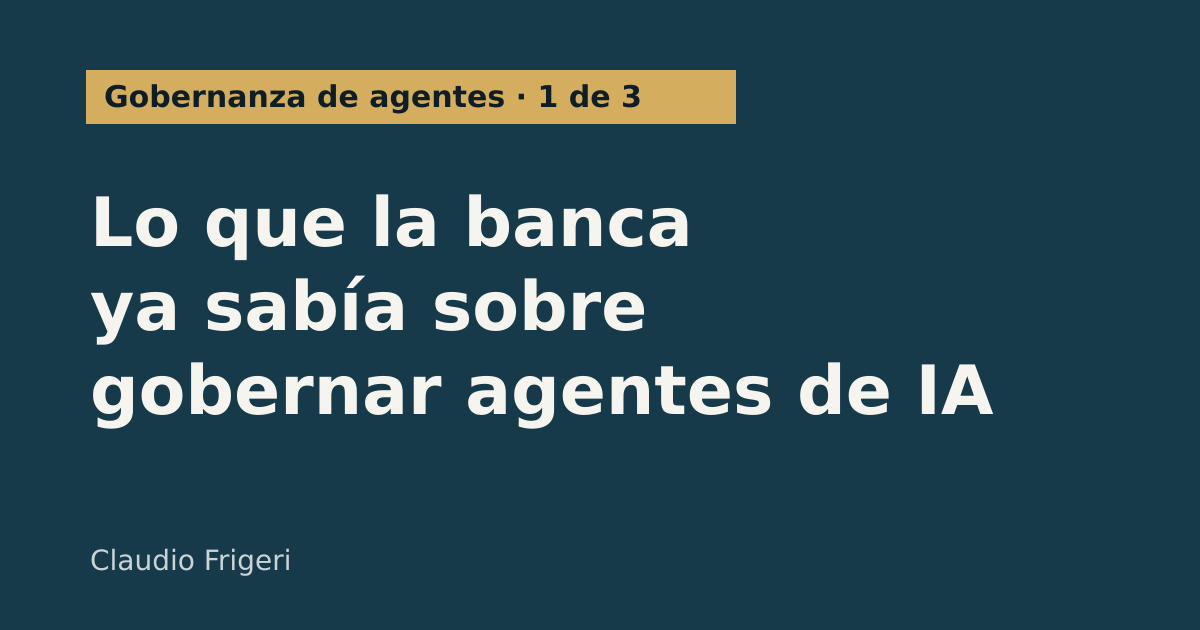 Gobernanza de agentes · 1 de 3
Lo que la banca
ya sabía sobre
gobernar agentes de IA
Claudio Frigeri